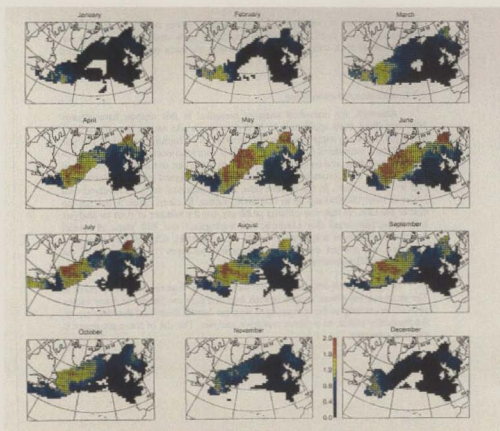 January February March
April May June
July August September
October November December
2.0
1.6
1.2
0.8
0.4
0.0